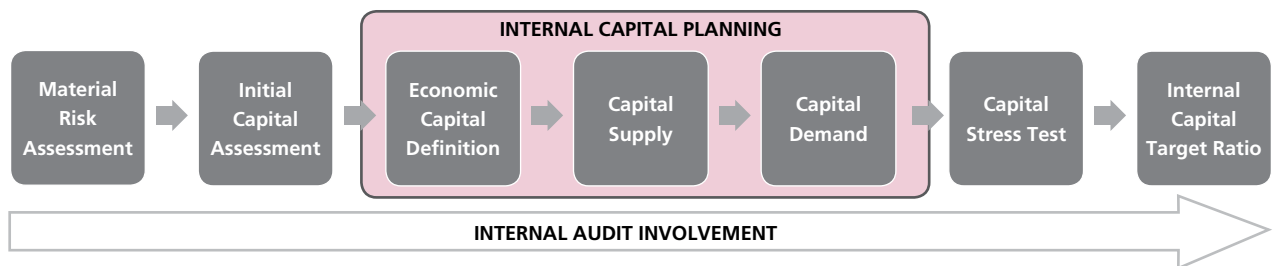 INTERNAL CAPITAL PLANNING
Material
Risk
Assessment
Initial
Capital
Assessment
Economic
Capital
Definition
Capital
Supply
Capital
Demand
Capital
Stress Test
Internal
Capital
Target Ratio
INTERNAL AUDIT INVOLVEMENT